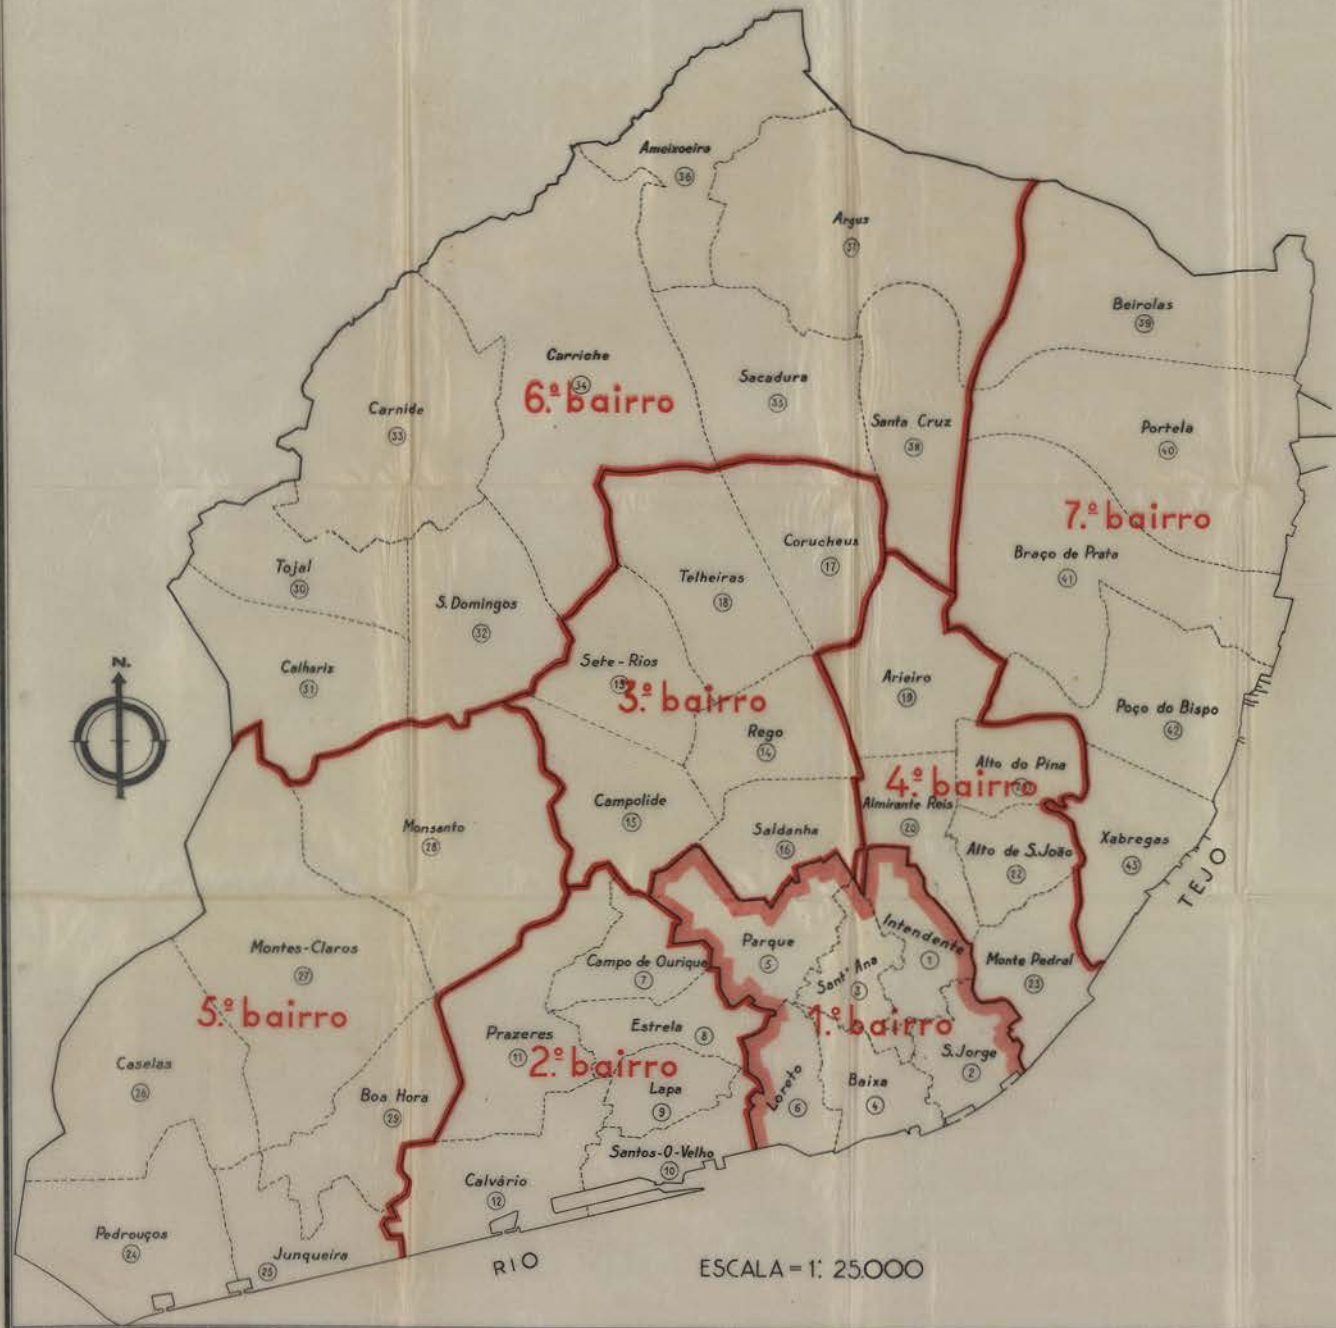 Ameixoeira
36
Argus
37
Beirolas
39
Carriche
34
6.º bairro
Sacadura
35
Carnide
33
Santa Cruz
38
Portela
40
7.º bairro
Corucheus
17
Braço de Prata
41
Tojal
30
Telheiras
18
S. Domingos
32
N.
Calhariz
31
Sete-Rios
13
3.º bairro
Arieiro
19
Poço do Bispo
42
Rego
14
Alto do Pina
4.º bairro
Campolide
15
Almirante Reis
20
Monsanto
28
Saldanha
16
Alto de S. João
22
Xabregas
43
TEJO
Montes-Claros
27
Parque
5
Intendente
1
Campo de Ourique
7
Sant' Ana
3
Monte Pedral
23
5.º bairro
1.º bairro
Prazeres
11
Estrela
8
2.º bairro
S. Jorge
2
Caselas
26
Boa Hora
29
Lapa
9
Loreto
6
Baixa
4
Santos-O-Velho
10
Calvário
12
Pedrouços
24
Junqueira
25
RIO
ESCALA = 1: 25.000